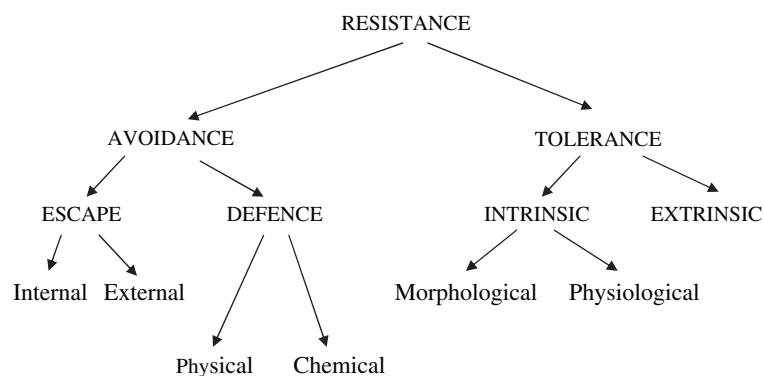 RESISTANCE
AVOIDANCE TOLERANCE
ESCAPE DEFENCE INTRINSIC EXTRINSIC
Internal External Morphological Physiological
Physical Chemical